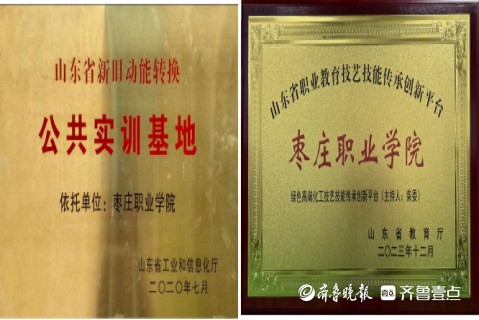 山东省新旧动能转换
公共实训基地
依托单位：枣庄职业学院
山东省工业和信息化厅
二〇二〇年七月
山东省职业教育技艺技能传承创新平台
枣庄职业学院
绿色高端化工技艺技能传承创新平台（主持人：柴委）
山东省教育厅
二〇二三年十二月
齐鲁晚报
齐鲁壹点